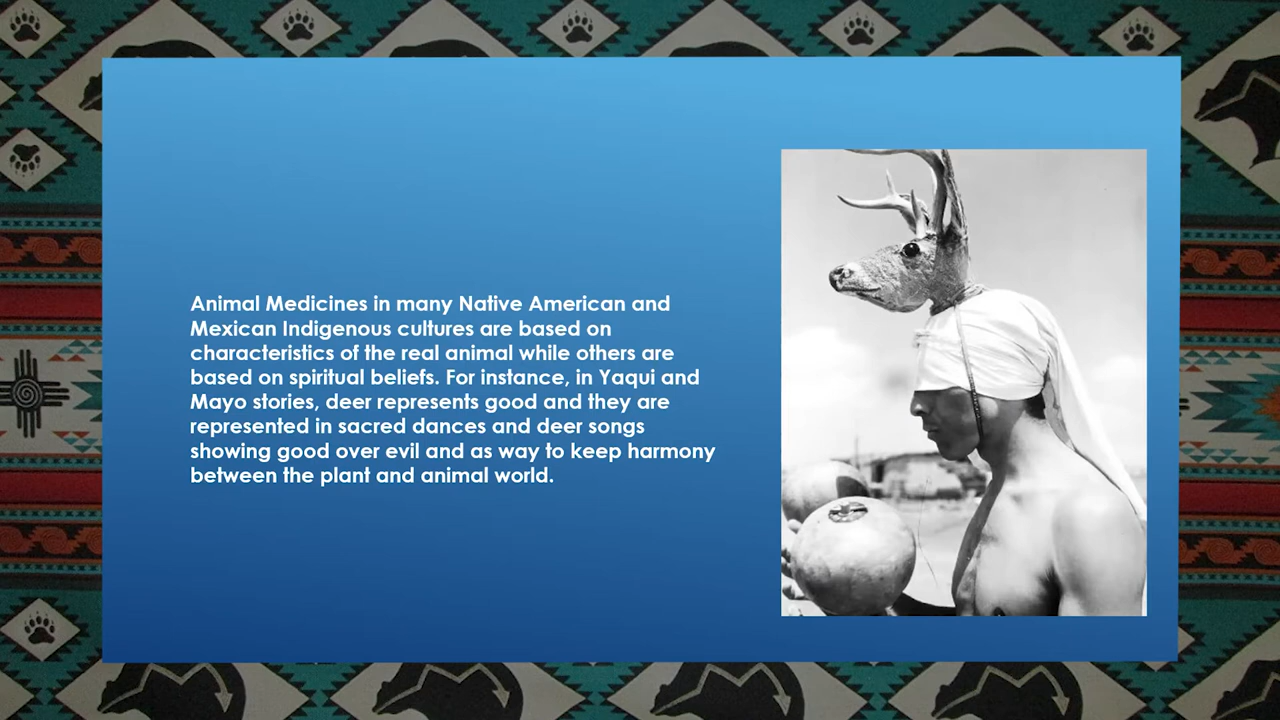 Animal Medicines in many Native American and
Mexican Indigenous cultures are based on
characteristics of the real animal while others are
based on spiritual beliefs. For instance, in Yaqui and
Mayo stories, deer represents good and they are
represented in sacred dances and deer songs
showing good over evil and as way to keep harmony
between the plant and animal world.